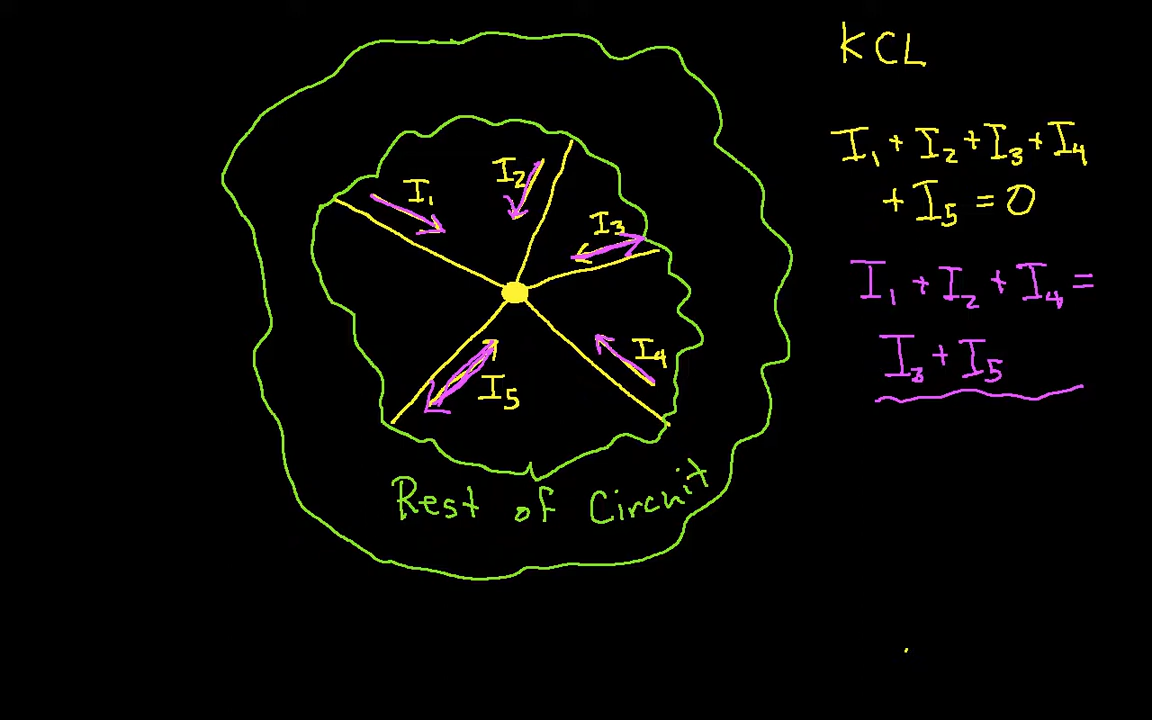 KCL
I₁ + I₂ + I₃ + I₄
+ I₅ = 0
I₁ + I₂ + I₄ =
I₃ + I₅
I₁
I₂
I₃
I₄
I₅
Rest of Circuit